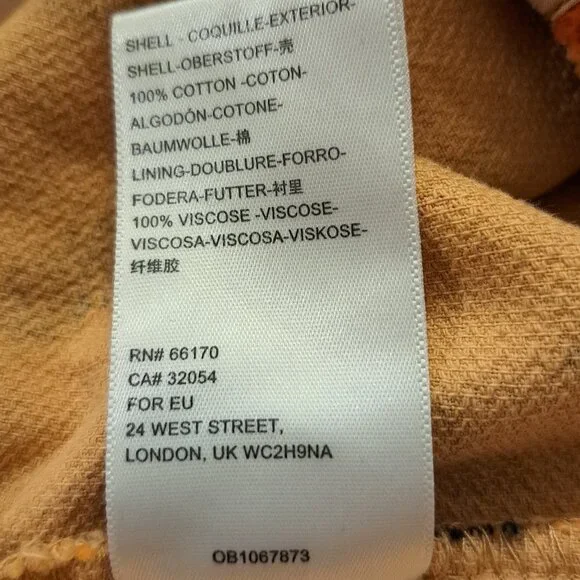 SHELL - COQUILLE-EXTERIOR-
SHELL-OBERSTOFF-壳
100% COTTON -COTON-
ALGODÓN-COTONE-
BAUMWOLLE-棉
LINING-DOUBLURE-FORRO-
FODERA-FUTTER-衬里
100% VISCOSE -VISCOSE-
VISCOSA-VISCOSA-VISKOSE-
纤维胶
RN# 66170
CA# 32054
FOR EU
24 WEST STREET,
LONDON, UK WC2H9NA
OB1067873